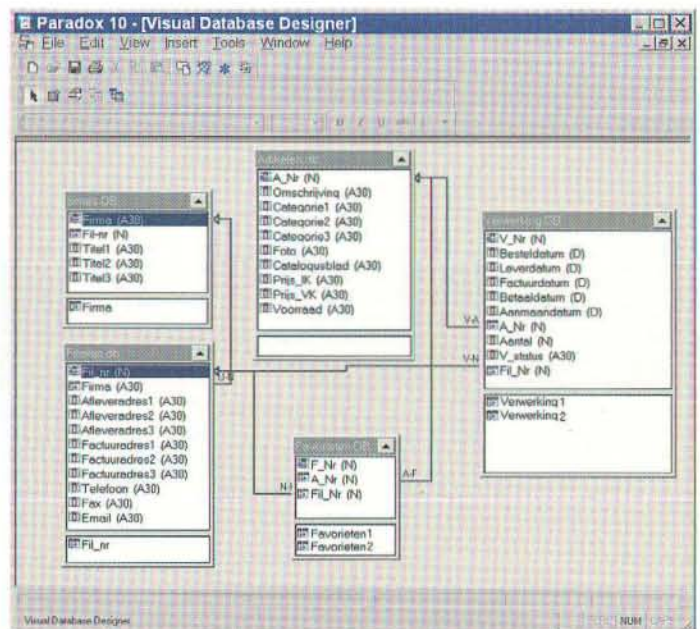 Paradox 10 - [Visual Database Designer]
File Edit View Insert Tools Window Help
Firma (A30)
Fil-nr (N)
Titel1 (A30)
Titel2 (A30)
Titel3 (A30)
Firma
A_Nr (N)
Omschrijving (A30)
Categorie1 (A30)
Categorie2 (A30)
Categorie3 (A30)
Foto (A30)
Catalogusblad (A30)
Prijs_IK (A30)
Prijs_VK (A30)
Voorraad (A30)
Verwerking.DB
V_Nr (N)
Besteldatum (D)
Leverdatum (D)
Factuurdatum (D)
Betaaldatum (D)
Aanmaandatum (D)
A_Nr (N)
Aantal (N)
V_status (A30)
Fil_Nr (N)
Verwerking1
Verwerking2
V-A
V-N
Fil_nr (N)
Firma (A30)
Afleveradres1 (A30)
Afleveradres2 (A30)
Afleveradres3 (A30)
Factuuradres1 (A30)
Factuuradres2 (A30)
Factuuradres3 (A30)
Telefoon (A30)
Fax (A30)
Email (A30)
Fil_nr
Favorieten.DB
F_Nr (N)
A_Nr (N)
Fil_Nr (N)
Favorieten1
Favorieten2
A-F
Visual Database Designer
NUM